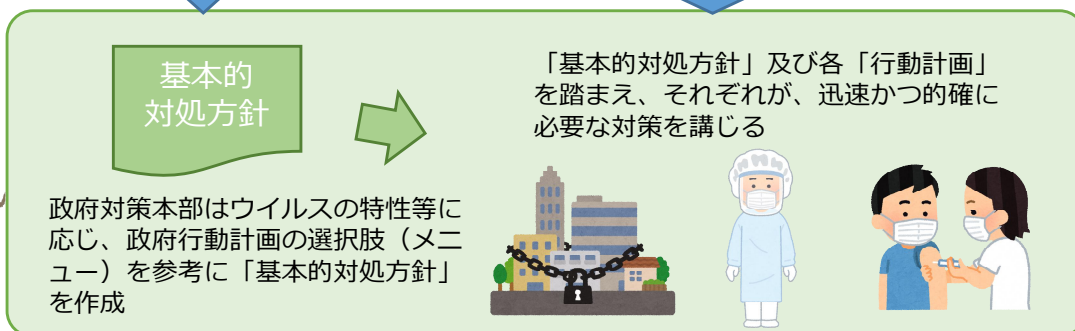 基本的
対処方針
「基本的対処方針」及び各「行動計画」
を踏まえ、それぞれが、迅速かつ的確に
必要な対策を講じる
政府対策本部はウイルスの特性等に
応じ、政府行動計画の選択肢（メニ
ュー）を参考に「基本的対処方針」
を作成